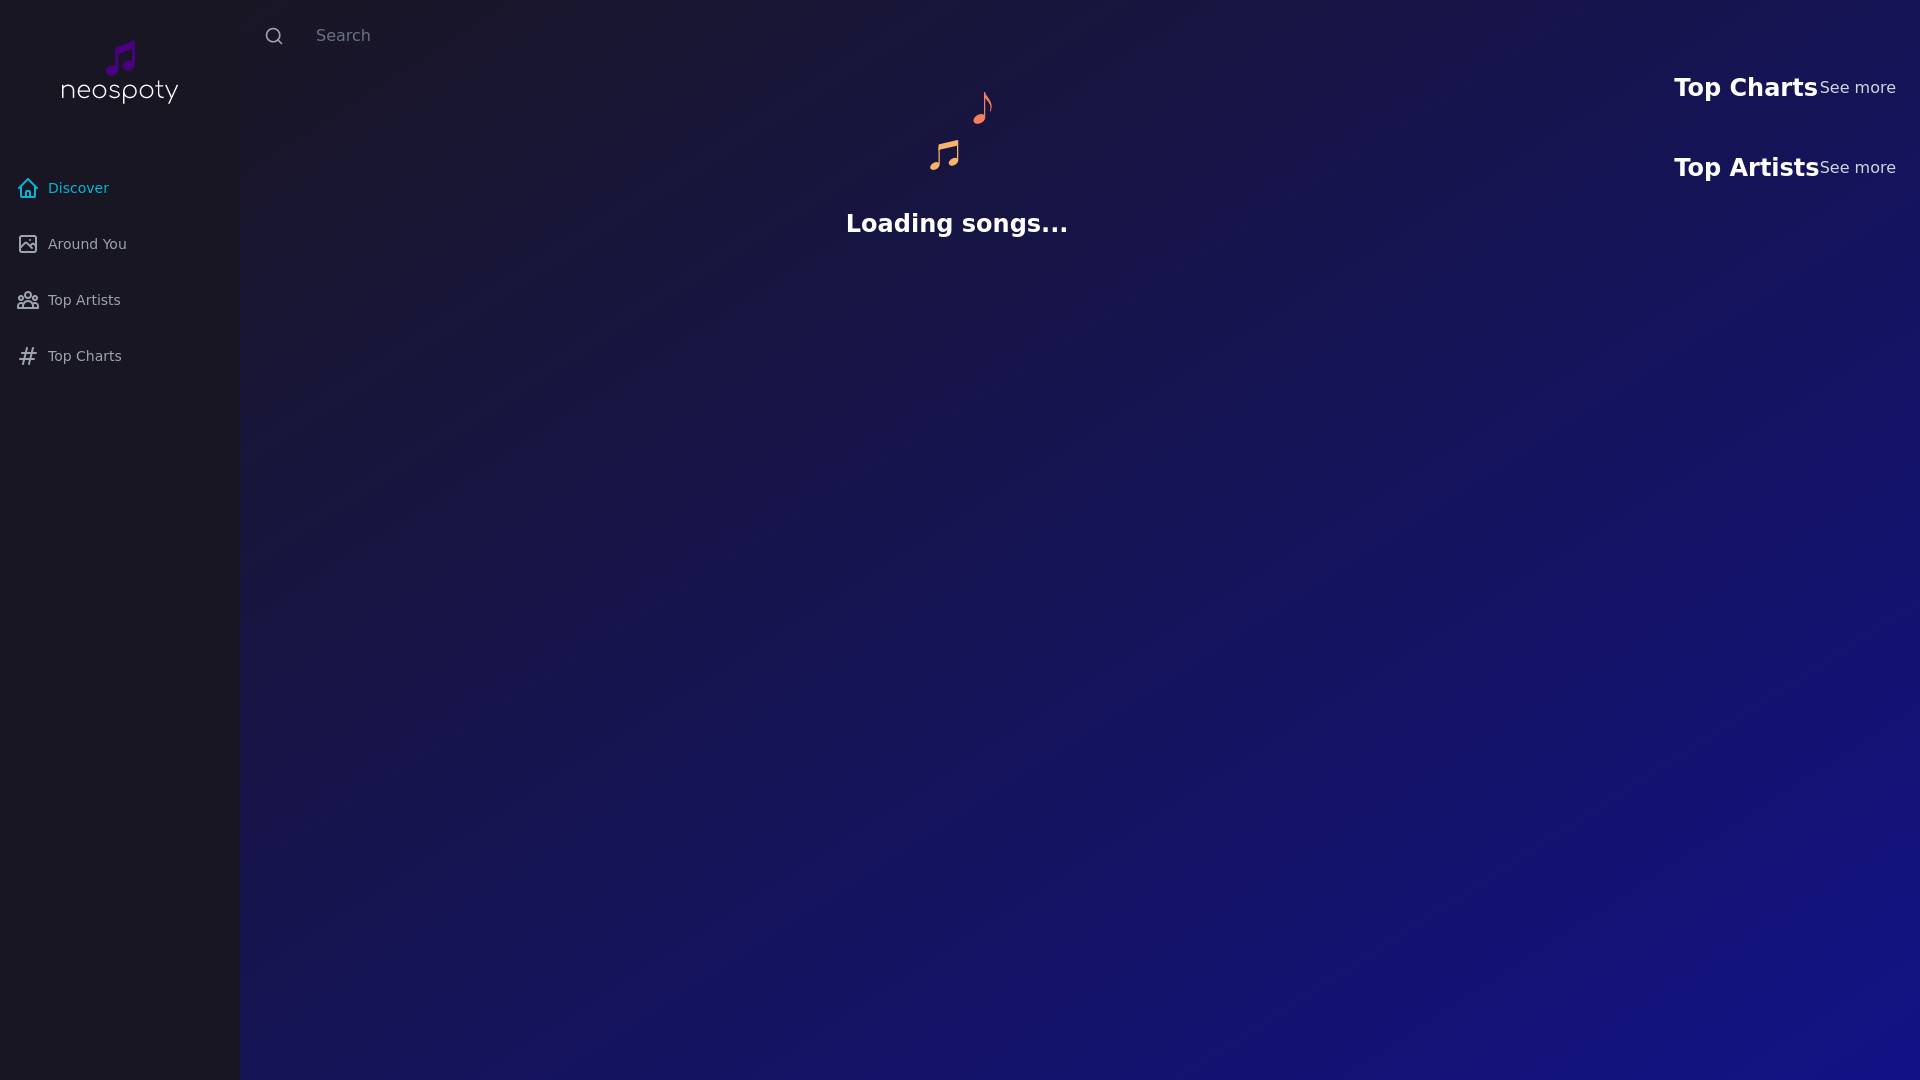 neospoty
Discover
Around You
Top Artists
Top Charts
Search
Loading songs...
Top Charts See more
Top Artists See more